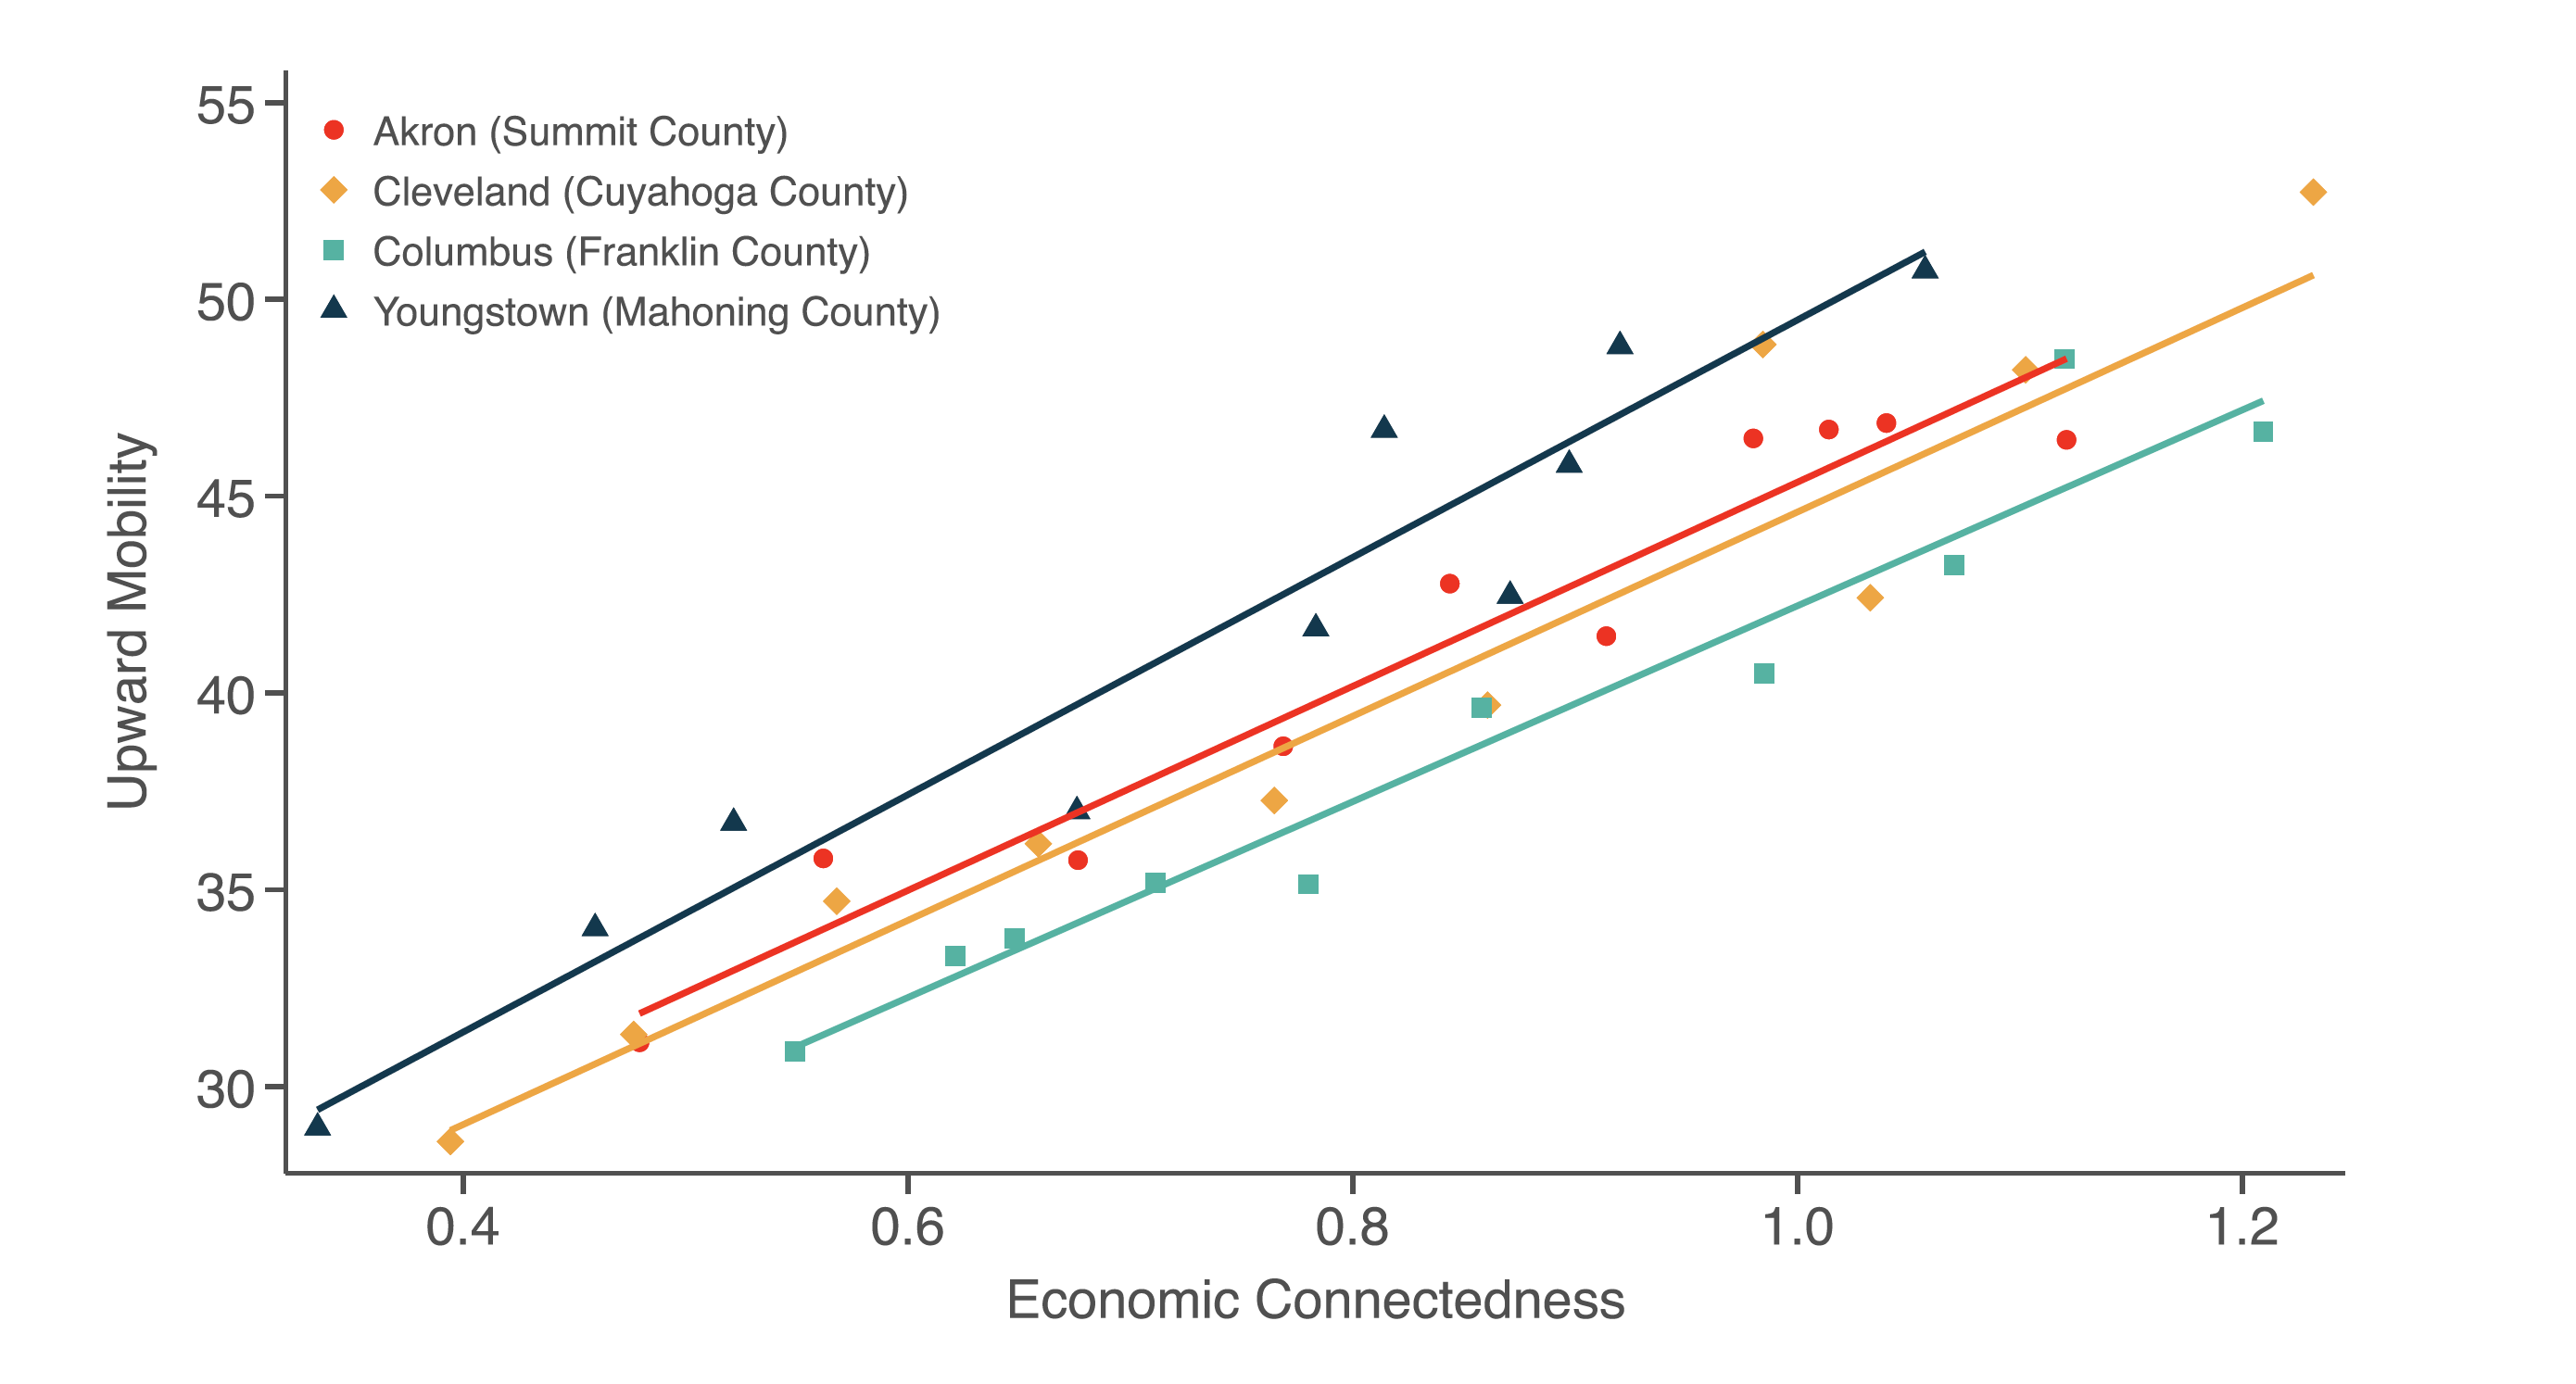 55
50
45
40
35
30
Upward Mobility
Akron (Summit County)
Cleveland (Cuyahoga County)
Columbus (Franklin County)
Youngstown (Mahoning County)
0.4 0.6 0.8 1.0 1.2
Economic Connectedness